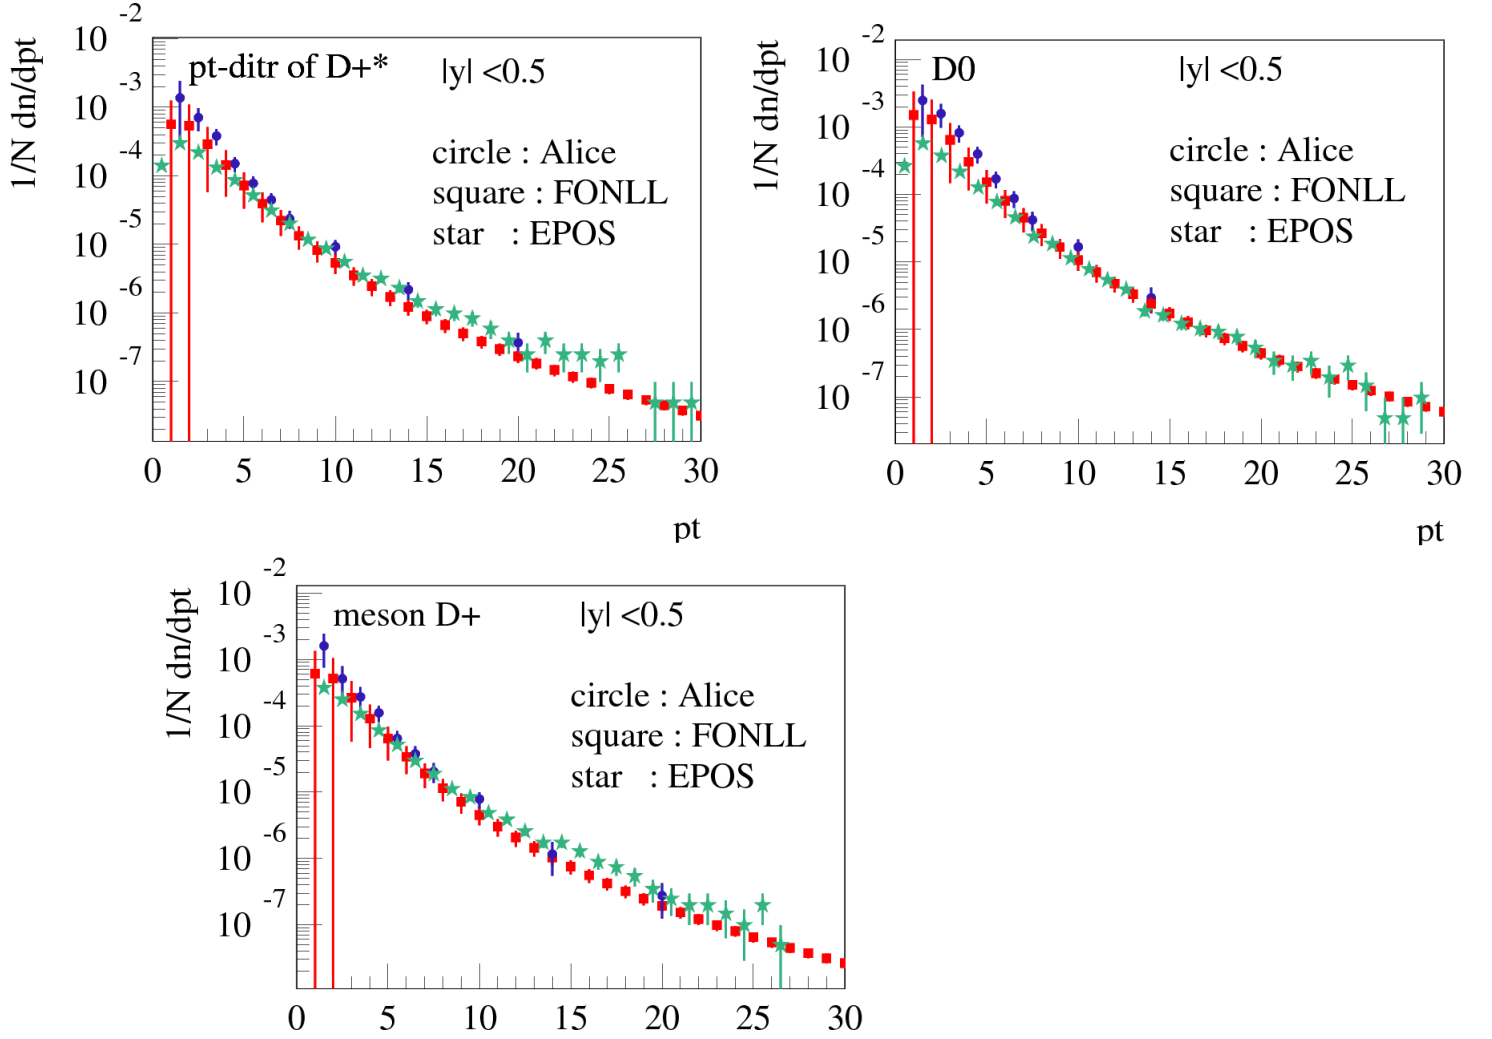 1/N dn/dpt
pt-ditr of D+* |y| <0.5
circle : Alice
square : FONLL
star : EPOS
10 -2
10 -3
10 -4
10 -5
10 -6
10 -7
0 5 10 15 20 25 30
pt
1/N dn/dpt
D0 |y| <0.5
circle : Alice
square : FONLL
star : EPOS
10 -2
10 -3
10 -4
10 -5
10 -6
10 -7
0 5 10 15 20 25 30
pt
1/N dn/dpt
meson D+ |y| <0.5
circle : Alice
square : FONLL
star : EPOS
10 -2
10 -3
10 -4
10 -5
10 -6
10 -7
0 5 10 15 20 25 30